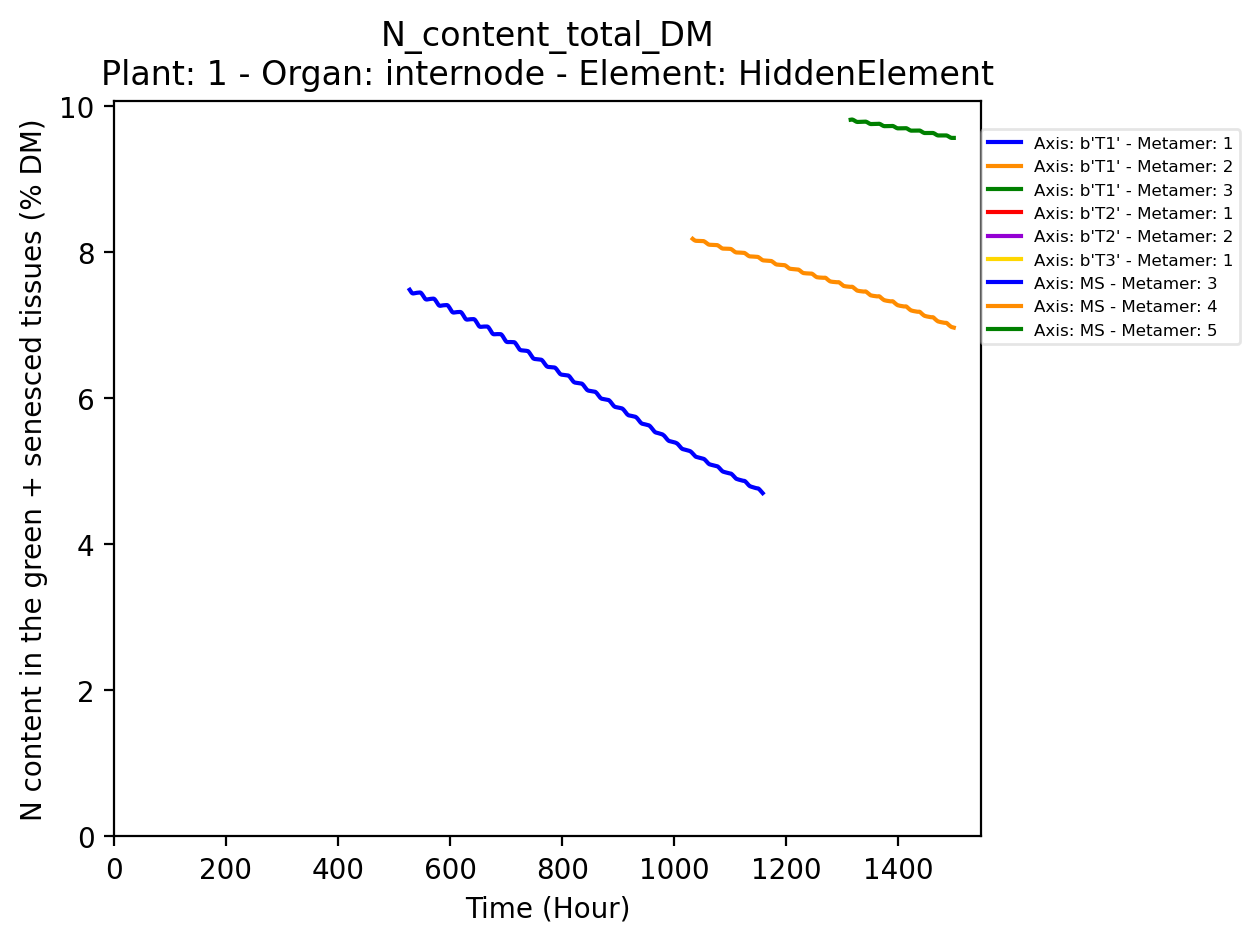 N_content_total_DM
Plant: 1 - Organ: internode - Element: HiddenElement
N content in the green + senesced tissues (% DM)
10
8
6
4
2
0
0 200 400 600 800 1000 1200 1400
Time (Hour)
Axis: b'T1' - Metamer: 1
Axis: b'T1' - Metamer: 2
Axis: b'T1' - Metamer: 3
Axis: b'T2' - Metamer: 1
Axis: b'T2' - Metamer: 2
Axis: b'T3' - Metamer: 1
Axis: MS - Metamer: 3
Axis: MS - Metamer: 4
Axis: MS - Metamer: 5